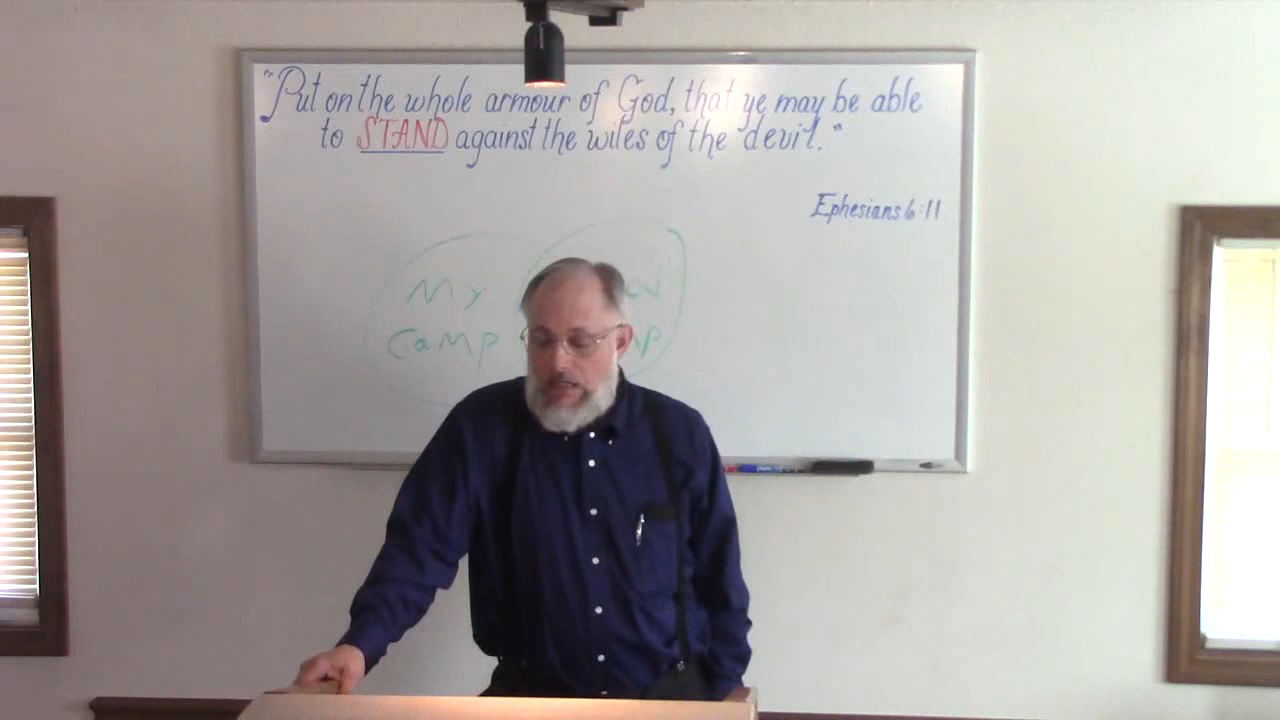 "Put on the whole armour of God, that ye may be able
to STAND against the wiles of the devil."
Ephesians 6:11
My
Camp